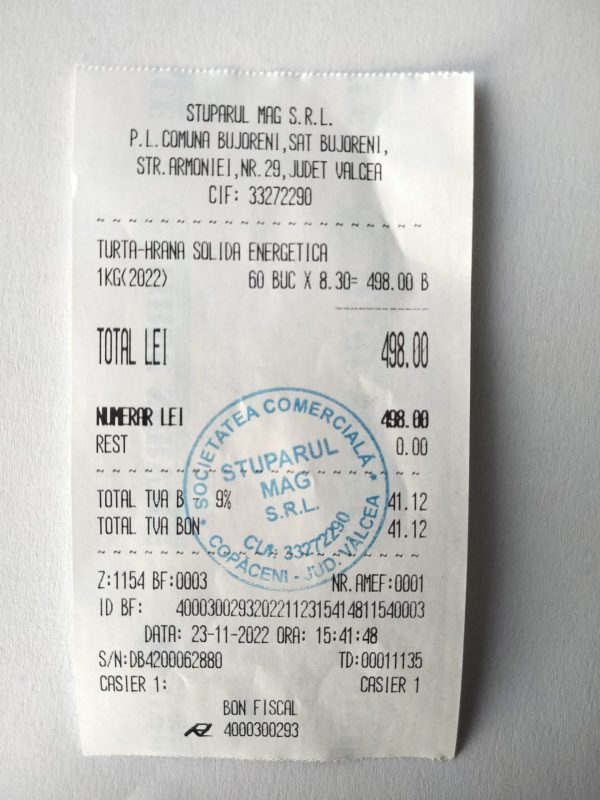 STUPARUL MAG S.R.L.
P.L.COMUNA BUJORENI,SAT BUJORENI,
STR.ARMONIEI,NR.29,JUDET VALCEA
CIF: 33272290
~ ~ ~ ~ ~ ~ ~ ~ ~ ~ ~ ~ ~ ~ ~ ~ ~ ~ ~ ~
TURTA-HRANA SOLIDA ENERGETICA
1KG(2022) 60 BUC X 8.30= 498.00 B
TOTAL LEI 498.00
NUMERAR LEI 498.00
REST 0.00
~ ~ ~ ~ ~ ~ ~ ~ ~ ~ ~ ~ ~ ~ ~ ~ ~ ~ ~ ~
TOTAL TVA B - 9% 41.12
TOTAL TVA BON 41.12
~ ~ ~ ~ ~ ~ ~ ~ ~ ~ ~ ~ ~ ~ ~ ~ ~ ~ ~ ~
* SOCIETATEA COMERCIALĂ *
STUPARUL
MAG
S.R.L.
CUI: 33272290
COPĂCENI - JUD. VÂLCEA
Z:1154 BF:0003 NR.AMEF:0001
ID BF: 40003002932022112315414811540003
DATA: 23-11-2022 ORA: 15:41:48
S/N:DB4200062880 TD:00011135
CASIER 1: CASIER 1
BON FISCAL
4000300293